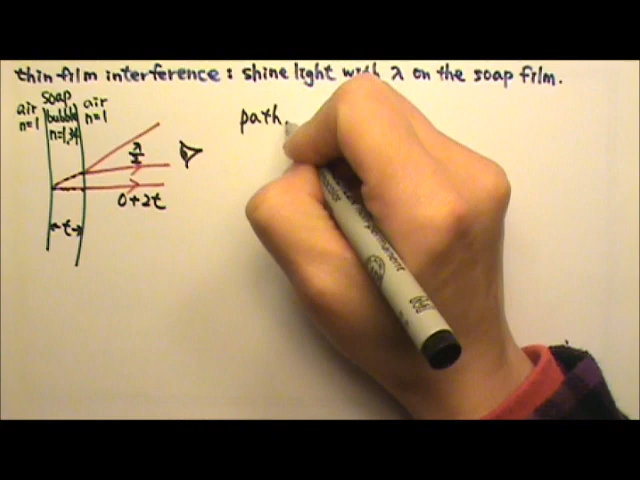 thin film interference : shine light with λ on the soap film.
air soap air
n=1 bubble n=1
n=1.34
path
λ/2
0+2t
t